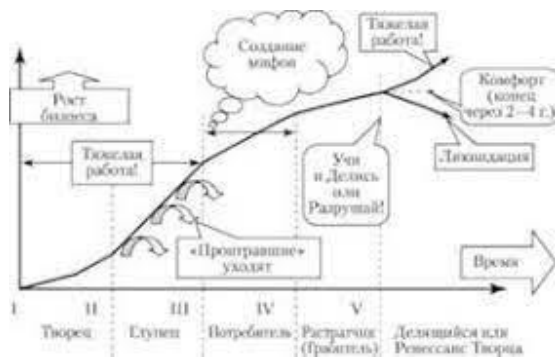 Тяжелая
работа!
Создание
мифов
Комфорт
(конец
через 2–4 г.)
Рост
бизнеса
Тяжелая
работа!
Учи
и Делись
или
Разрушай!
Ликвидация
«Проигравшие»
уходят
Время
I II III IV V
Творец Глупец Потребитель Растратчик Делящийся или
(Грабитель) Ренессанс Творца